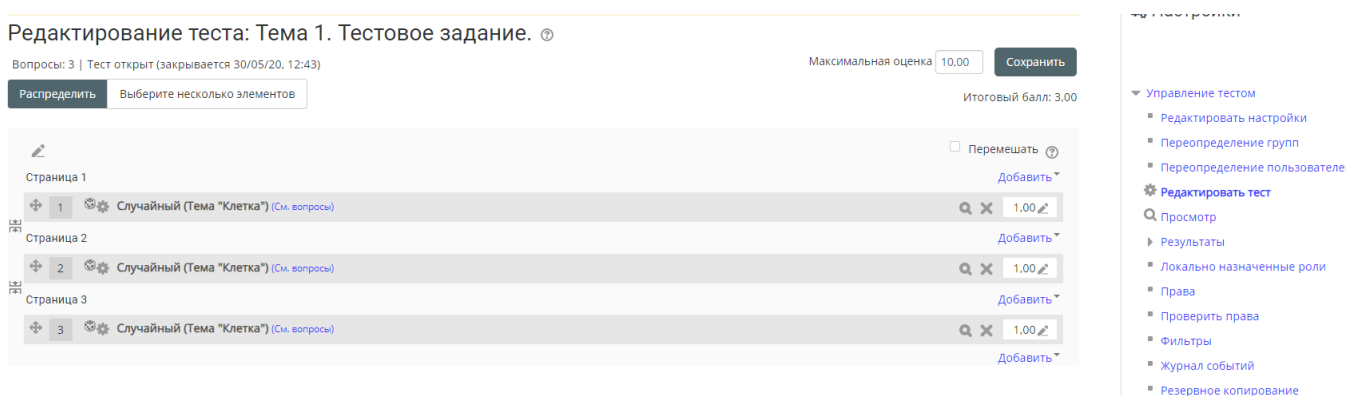 Редактирование теста: Тема 1. Тестовое задание.
Вопросы: 3 | Тест открыт (закрывается 30/05/20, 12:43)
Максимальная оценка 10,00 Сохранить
Распределить Выберите несколько элементов
Итоговый балл: 3,00
Перемешать
Страница 1
Добавить
1 Случайный (Тема "Клетка") (См. вопросы) 1,00
Страница 2
Добавить
2 Случайный (Тема "Клетка") (См. вопросы) 1,00
Страница 3
Добавить
3 Случайный (Тема "Клетка") (См. вопросы) 1,00
Добавить
Настройки
Управление тестом
Редактировать настройки
Переопределение групп
Переопределение пользователе
Редактировать тест
Просмотр
Результаты
Локально назначенные роли
Права
Проверить права
Фильтры
Журнал событий
Резервное копирование